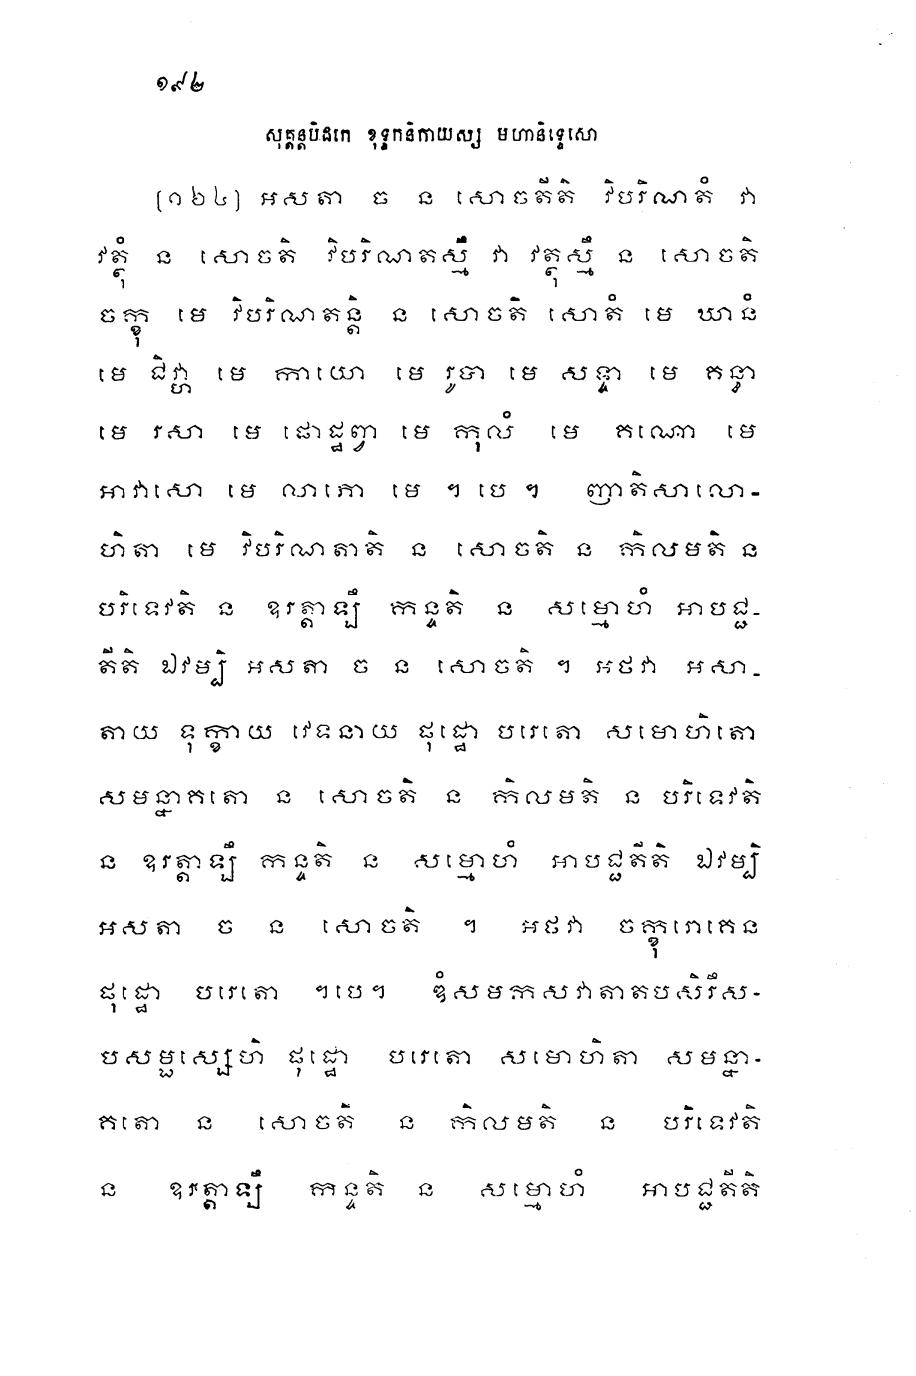 ១៩២
សុត្តន្តបិដកេ ខុទ្ទកនិកាយស្ស មហានិទ្ទេសោ
[១៦៤] អសតា ច ន សោចតីតិ វិបរិណតំ វា
វត្ថុំ ន សោចតិ វិបរិណតស្មឹ វា វត្ថុស្មឹ ន សោចតិ
ចក្ខុ មេ វិបរិណតន្តិ ន សោចតិ សោតំ មេ ឃានំ
មេ ជិវ្ហា មេ កាយោ មេ រូបា មេ សទ្ទា មេ គន្ធា
មេ រសា មេ ផោដ្ឋព្វា មេ កុលំ មេ គណោ មេ
អាវាសោ មេ លាភោ មេ ។ បេ ។ ញាតិសាលោ-
ហិតា មេ វិបរិណតាតិ ន សោចតិ ន កិលមតិ ន
បរិទេវតិ ន ឧរត្តាឡឹ កន្ទតិ ន សម្មោហំ អាបជ្ជ-
តីតិ ឯវម្បិ អសតា ច ន សោចតិ ។ អថវា អសា-
តាយ ទុក្ខាយ វេទនាយ ផុដ្ឋោ បរេតោ សមោហិតោ
សមន្នាគតោ ន សោចតិ ន កិលមតិ ន បរិទេវតិ
ន ឧរត្តាឡឹ កន្ទតិ ន សម្មោហំ អាបជ្ជតីតិ ឯវម្បិ
អសតា ច ន សោចតិ ។ អថវា ចក្ខុរោគេន
ផុដ្ឋោ បរេតោ ។បេ។ ឌំសមកសវាតាតបសិរឹស-
បសម្ផស្សេហិ ផុដ្ឋោ បរេតោ សមោហិតា សមន្នា-
គតោ ន សោចតិ ន កិលមតិ ន បរិទេវតិ
ន ឧរត្តាឡឹ កន្ទតិ ន សម្មោហំ អាបជ្ជតីតិ